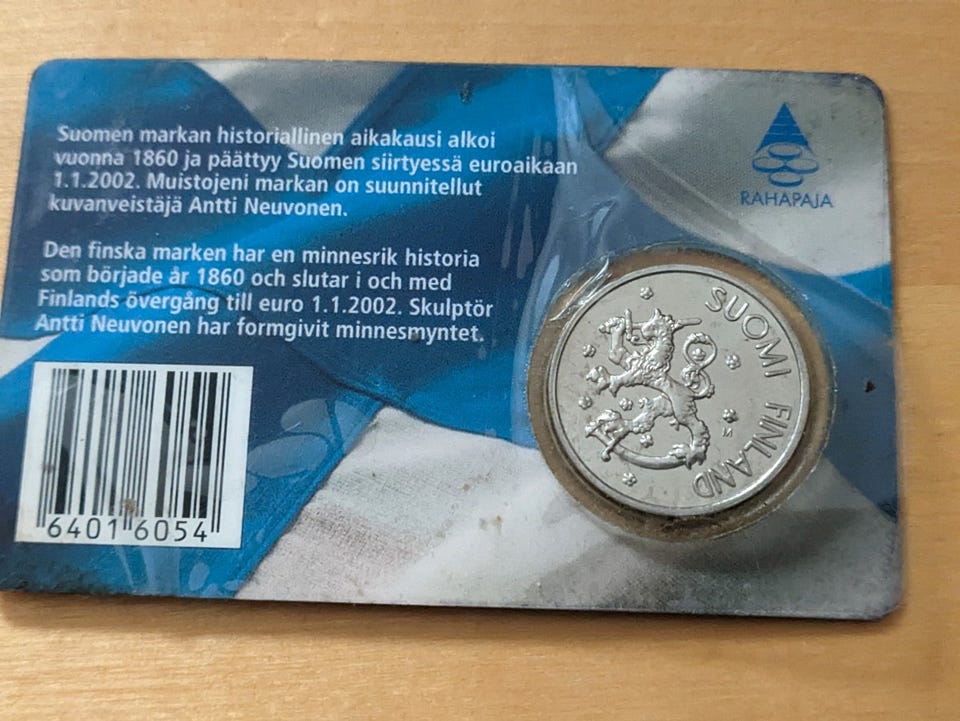 Suomen markan historiallinen aikakausi alkoi
vuonna 1860 ja päättyy Suomen siirtyessä euroaikaan
1.1.2002. Muistojeni markan on suunnitellut
kuvanveistäjä Antti Neuvonen.
Den finska marken har en minnesrik historia
som började år 1860 och slutar i och med
Finlands övergång till euro 1.1.2002. Skulptör
Antti Neuvonen har formgivit minnesmyntet.
64016054
RAHAPAJA
SUOMI FINLAND
M